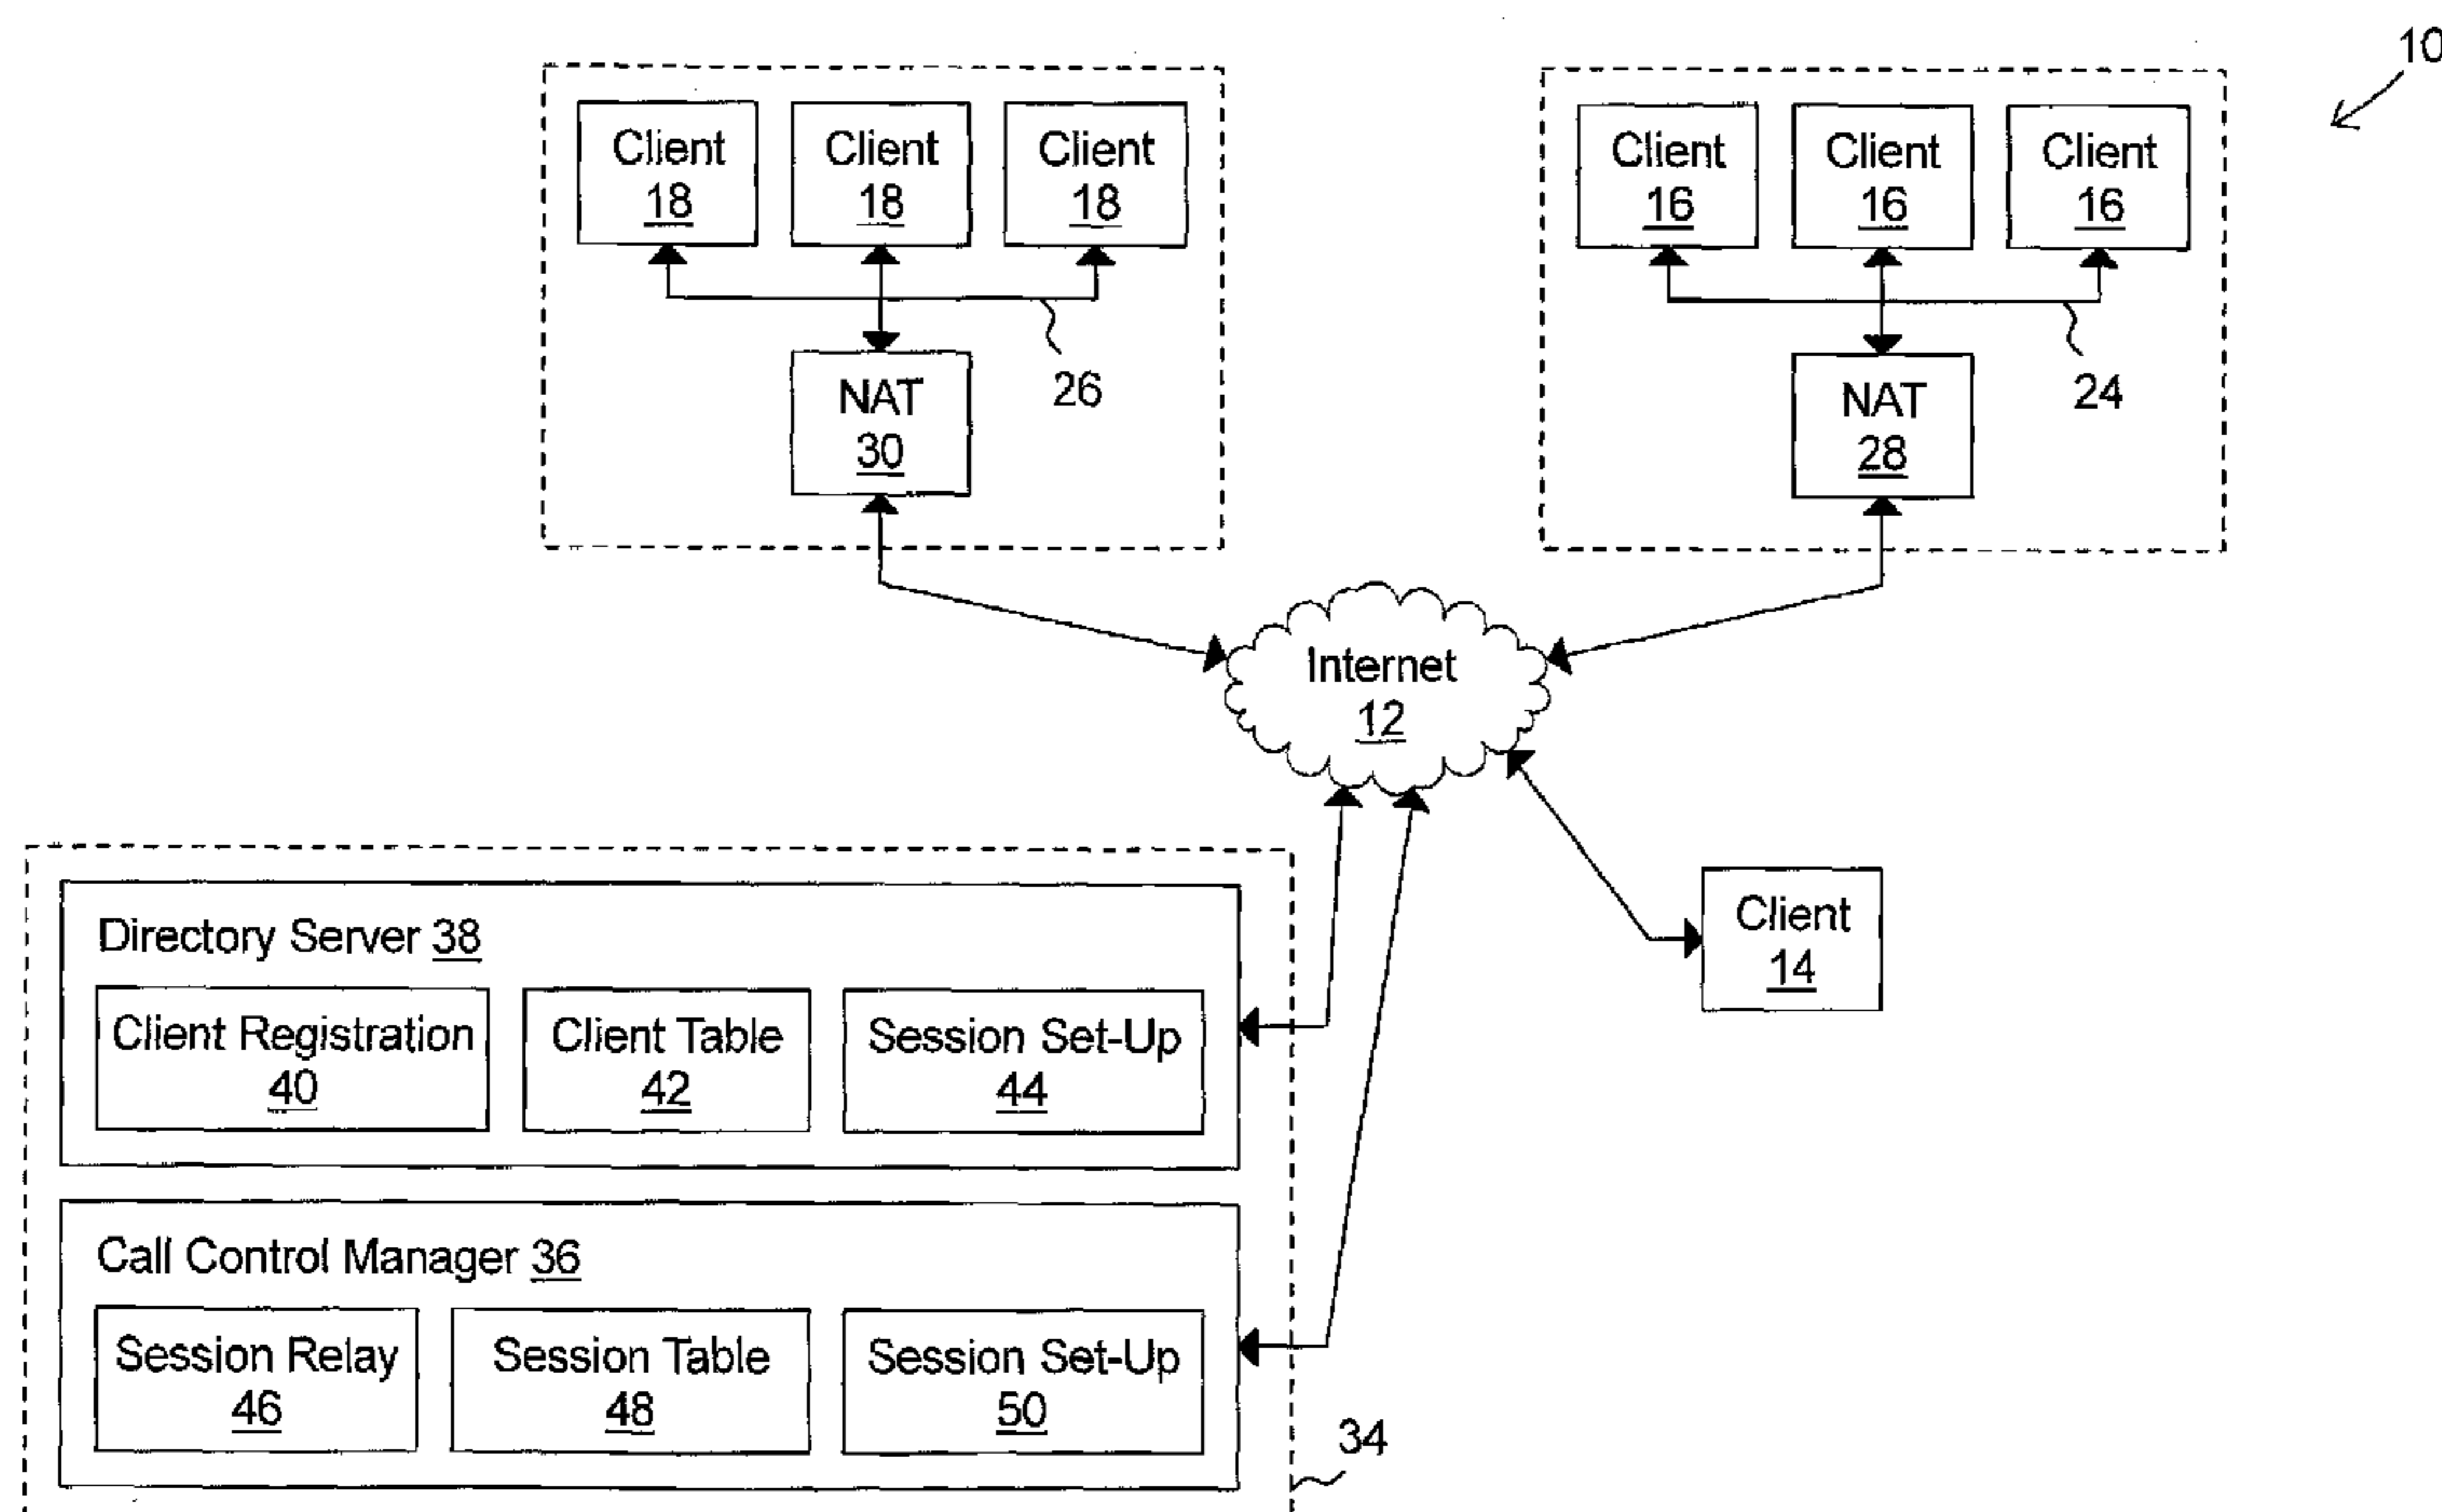 10
Client
18
Client
18
Client
18
Client
16
Client
16
Client
16
26
24
NAT
30
NAT
28
Internet
12
Client
14
Directory Server 38
Client Registration
40
Client Table
42
Session Set-Up
44
Call Control Manager 36
Session Relay
46
Session Table
48
Session Set-Up
50
34